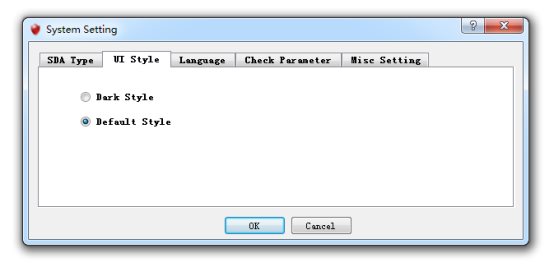 System Setting
SDA Type UI Style Language Check Parameter Misc Setting
Dark Style
Default Style
OK Cancel